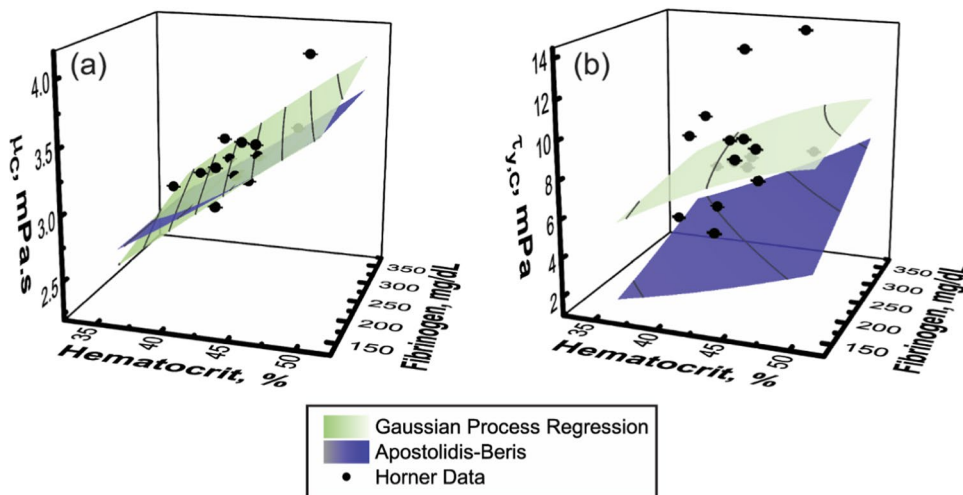 (a)
4.0
3.5
3.0
2.5
μc, mPa.s
35
40
45
50
Hematocrit, %
150
200
250
300
350
Fibrinogen, mg/dL
(b)
14
12
10
8
6
4
2
τy,c, mPa
35
40
45
50
Hematocrit, %
150
200
250
300
350
Fibrinogen, mg/dL
Gaussian Process Regression
Apostolidis-Beris
Horner Data